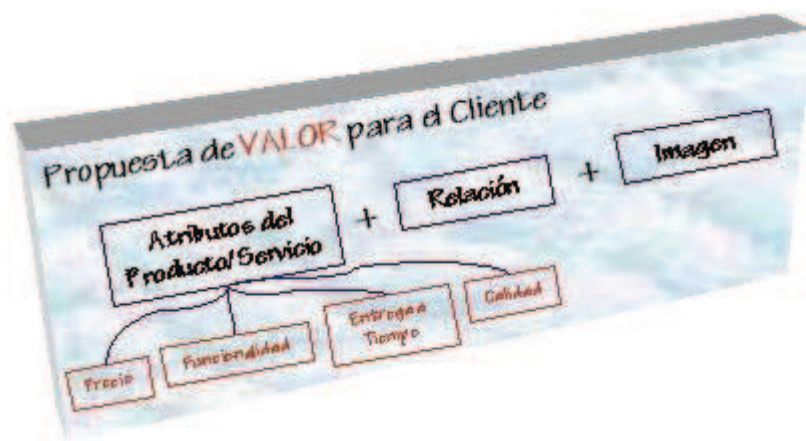 Propuesta de VALOR para el Cliente
Atributos del
Producto/Servicio
+
Relación
+
Imagen
Precio
Funcionalidad
Entrega a
Tiempo
Calidad